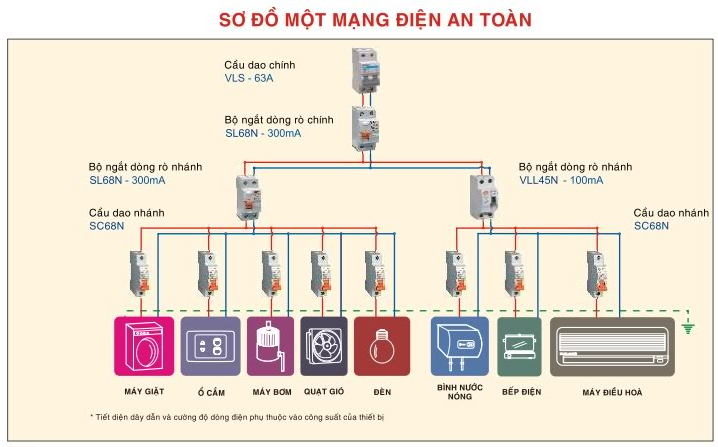 SƠ ĐỒ MỘT MẠNG ĐIỆN AN TOÀN
Cầu dao chính
VLS - 63A
Bộ ngắt dòng rò chính
SL68N - 300mA
Bộ ngắt dòng rò nhánh
SL68N - 300mA
Bộ ngắt dòng rò nhánh
VLL45N - 100mA
Cầu dao nhánh
SC68N
Cầu dao nhánh
SC68N
MÁY GIẶT
Ổ CẮM
MÁY BƠM
QUẠT GIÓ
ĐÈN
BÌNH NƯỚC
NÓNG
BẾP ĐIỆN
MÁY ĐIỀU HOÀ
* Tiết diện dây dẫn và cường độ dòng điện phụ thuộc vào công suất của thiết bị